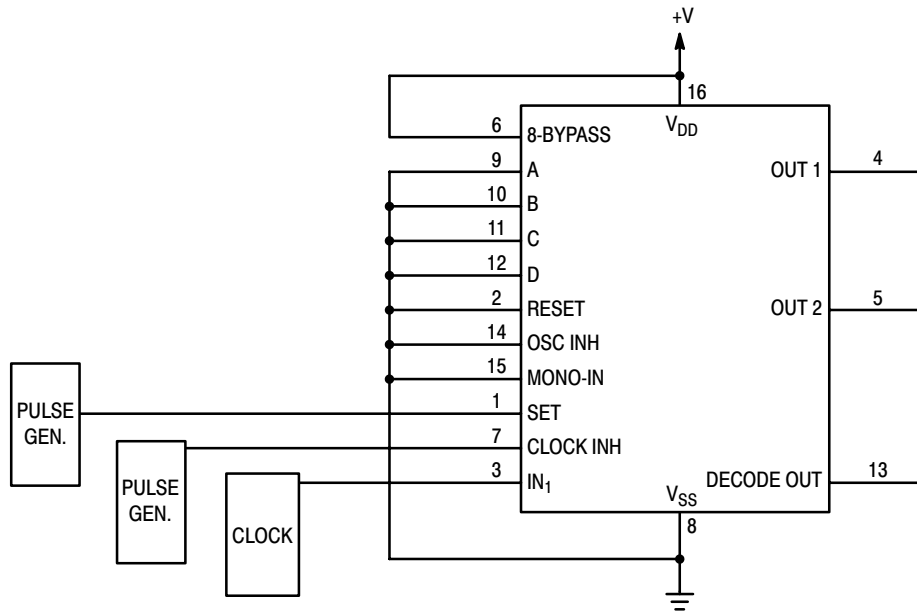 +V
16
V_DD
6 8-BYPASS
9 A
OUT 1 4
10 B
11 C
12 D
2 RESET
OUT 2 5
14 OSC INH
15 MONO-IN
1 SET
PULSE
GEN.
7 CLOCK INH
PULSE
GEN.
3 IN₁
DECODE OUT 13
CLOCK
V_SS
8